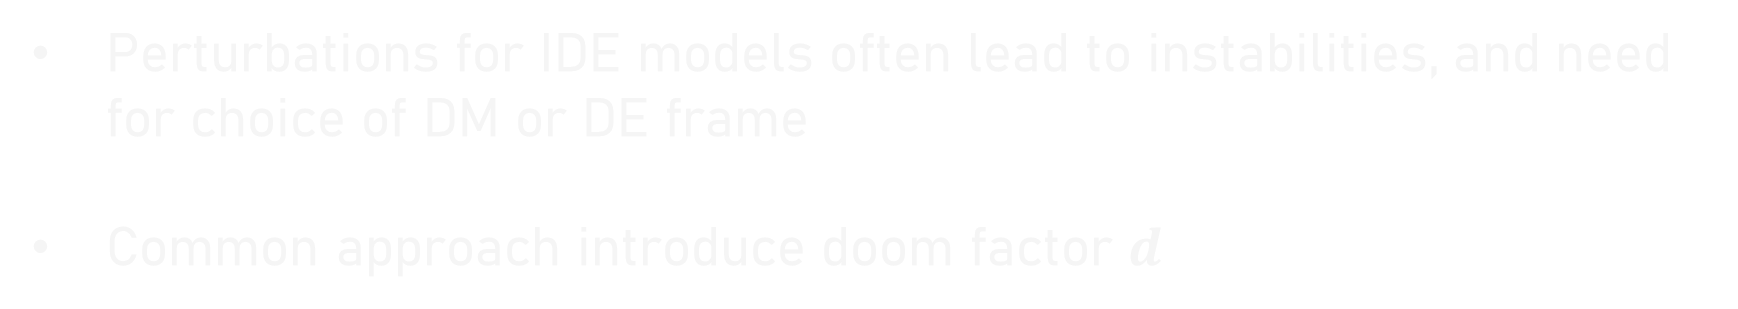 • Perturbations for IDE models often lead to instabilities, and need
for choice of DM or DE frame
• Common approach introduce doom factor d